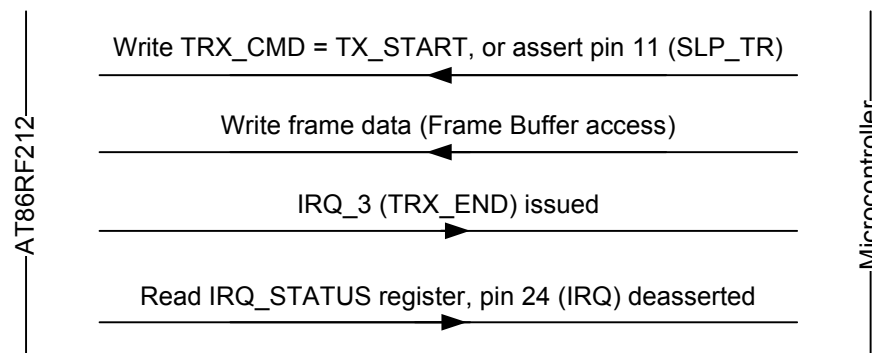 Write TRX_CMD = TX_START, or assert pin 11 (SLP_TR)
Write frame data (Frame Buffer access)
IRQ_3 (TRX_END) issued
Read IRQ_STATUS register, pin 24 (IRQ) deasserted
AT86RF212
Microcontroller